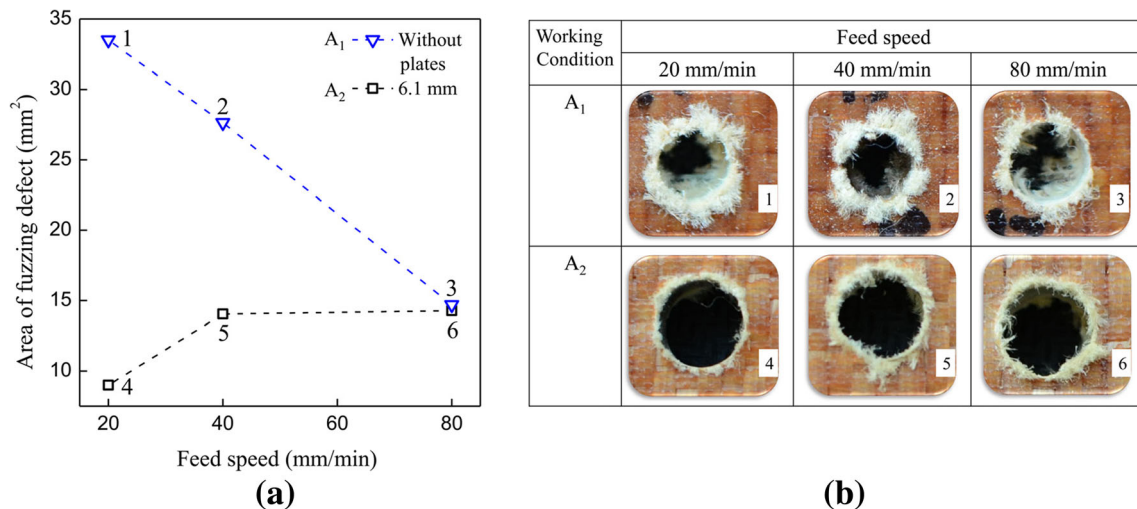 35
30
25
20
15
10
Area of fuzzing defect (mm²)
20
40
60
80
Feed speed (mm/min)
A₁ Without plates
A₂ 6.1 mm
1
2
3
4
5
6
(a)
Working Condition
Feed speed
20 mm/min
40 mm/min
80 mm/min
A₁
1
2
3
A₂
4
5
6
(b)